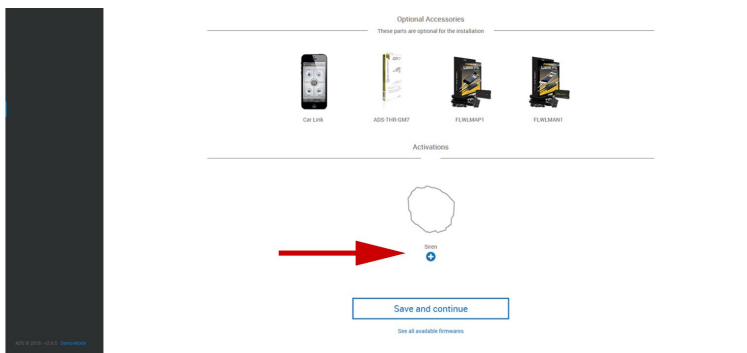 Optional Accessories
These parts are optional for the installation
Car Link
ADS-THR-GM7
FLWLMAP1
FLWLMAN1
Activations
Siren
Save and continue
See all available firmwares